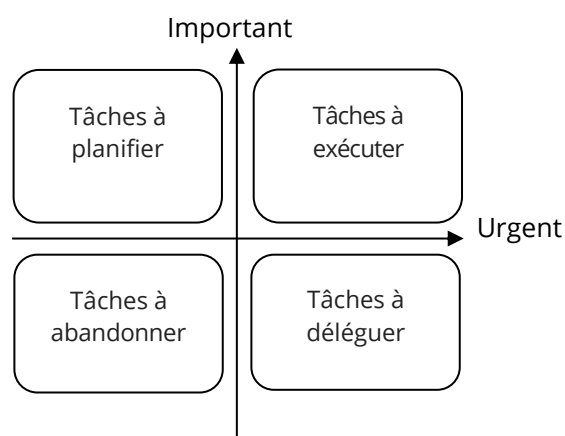 Important
Tâches à
planifier
Tâches à
exécuter
Urgent
Tâches à
abandonner
Tâches à
déléguer